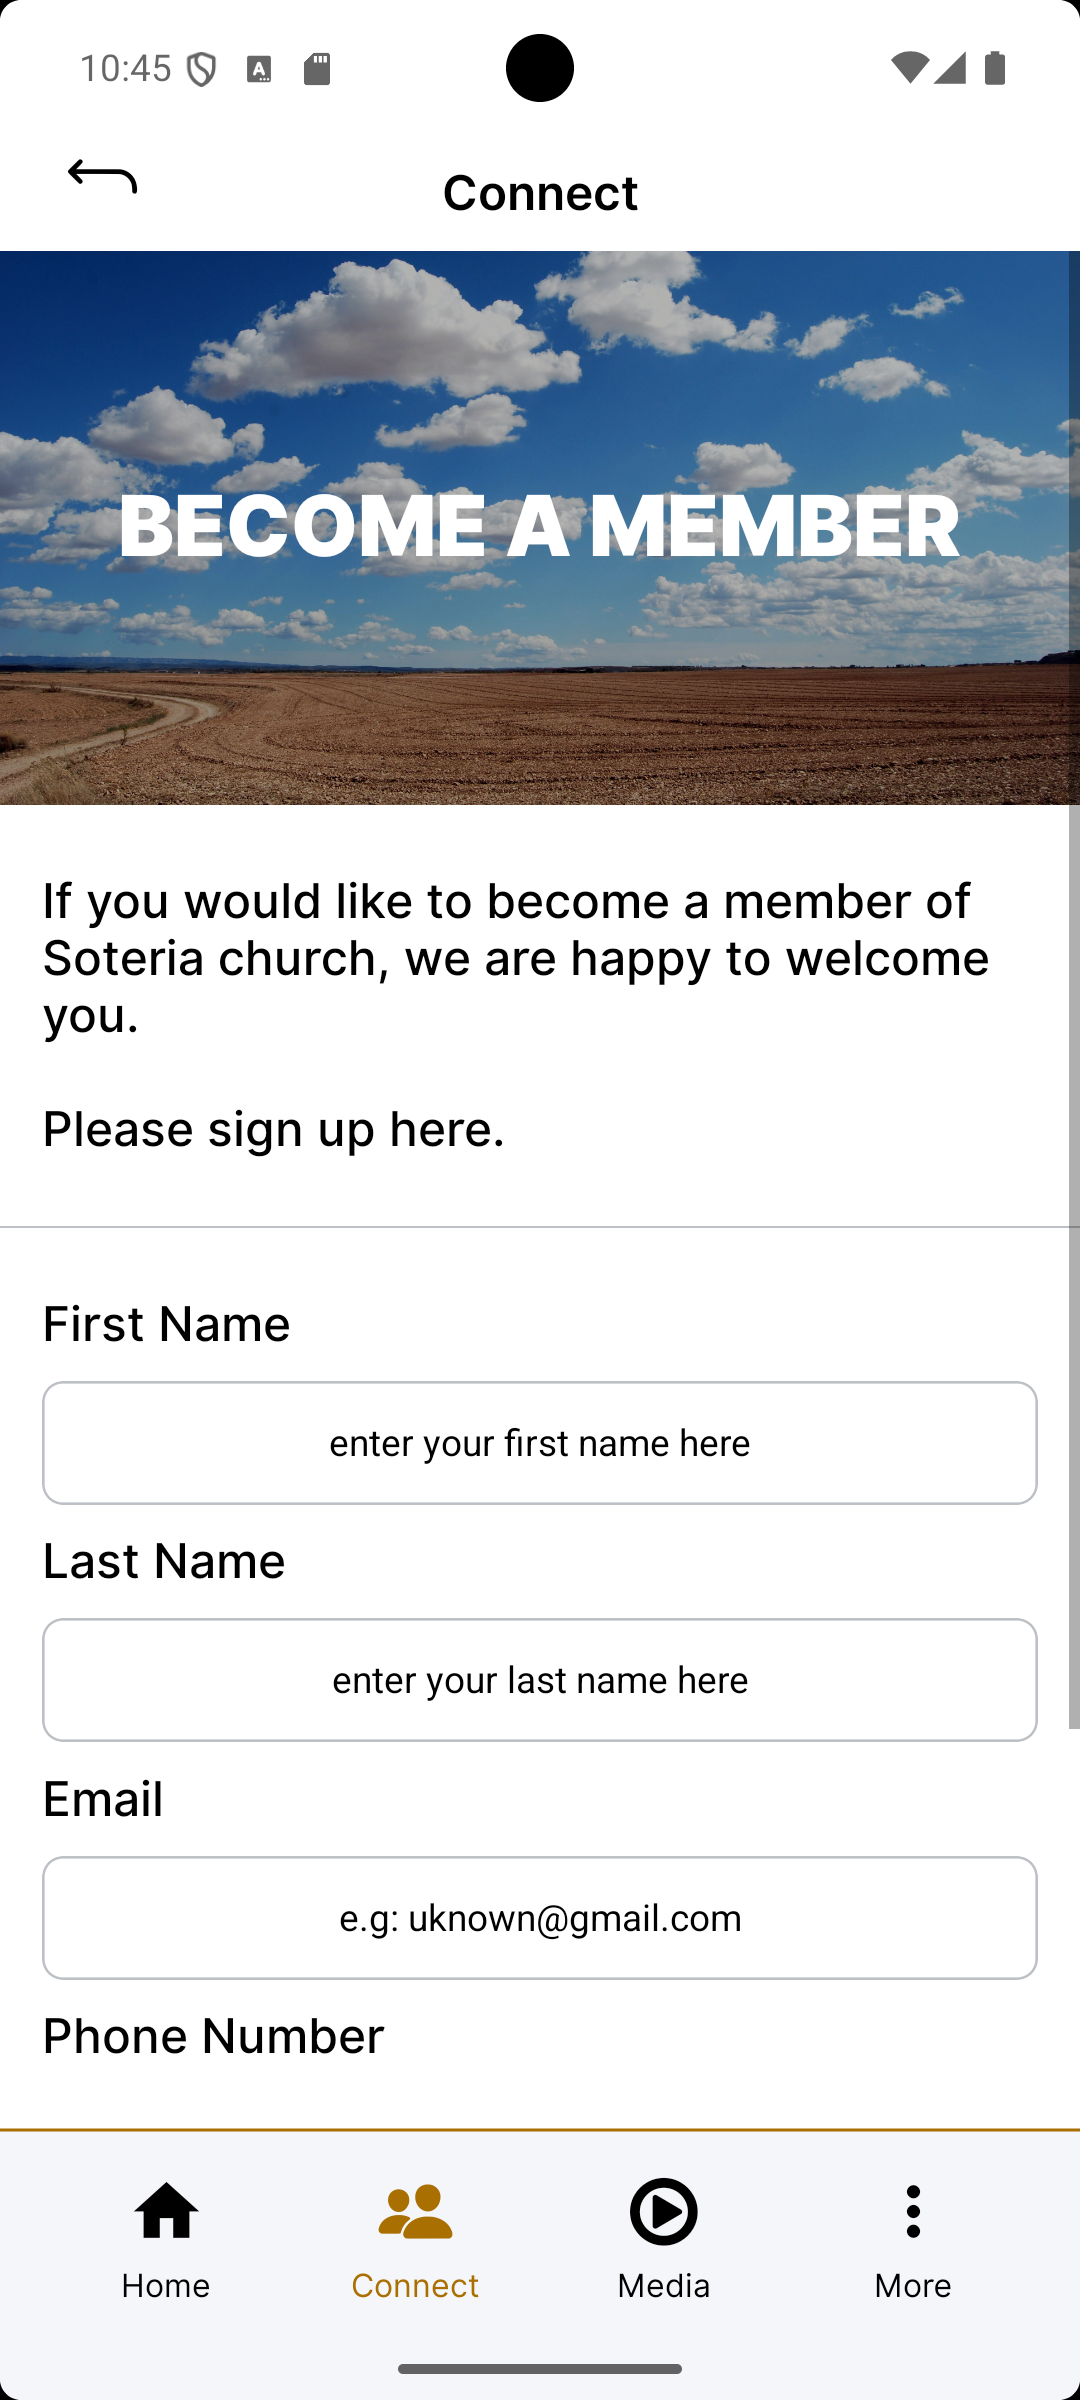 10:45
Connect
BECOME A MEMBER
If you would like to become a member of
Soteria church, we are happy to welcome
you.
Please sign up here.
First Name
enter your first name here
Last Name
enter your last name here
Email
e.g: uknown@gmail.com
Phone Number
Home
Connect
Media
More